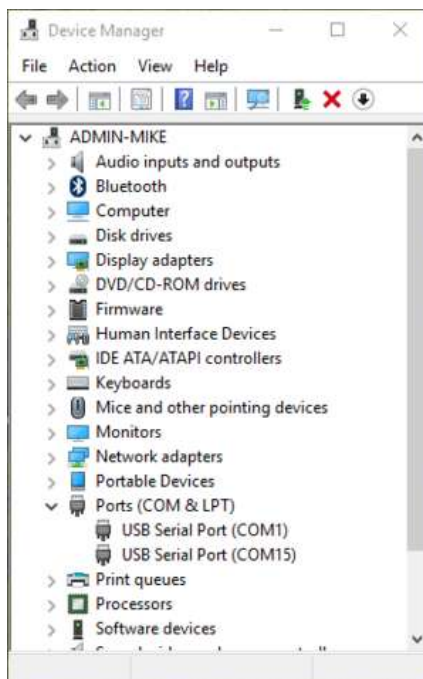 Device Manager
File Action View Help
ADMIN-MIKE
Audio inputs and outputs
Bluetooth
Computer
Disk drives
Display adapters
DVD/CD-ROM drives
Firmware
Human Interface Devices
IDE ATA/ATAPI controllers
Keyboards
Mice and other pointing devices
Monitors
Network adapters
Portable Devices
Ports (COM & LPT)
USB Serial Port (COM1)
USB Serial Port (COM15)
Print queues
Processors
Software devices